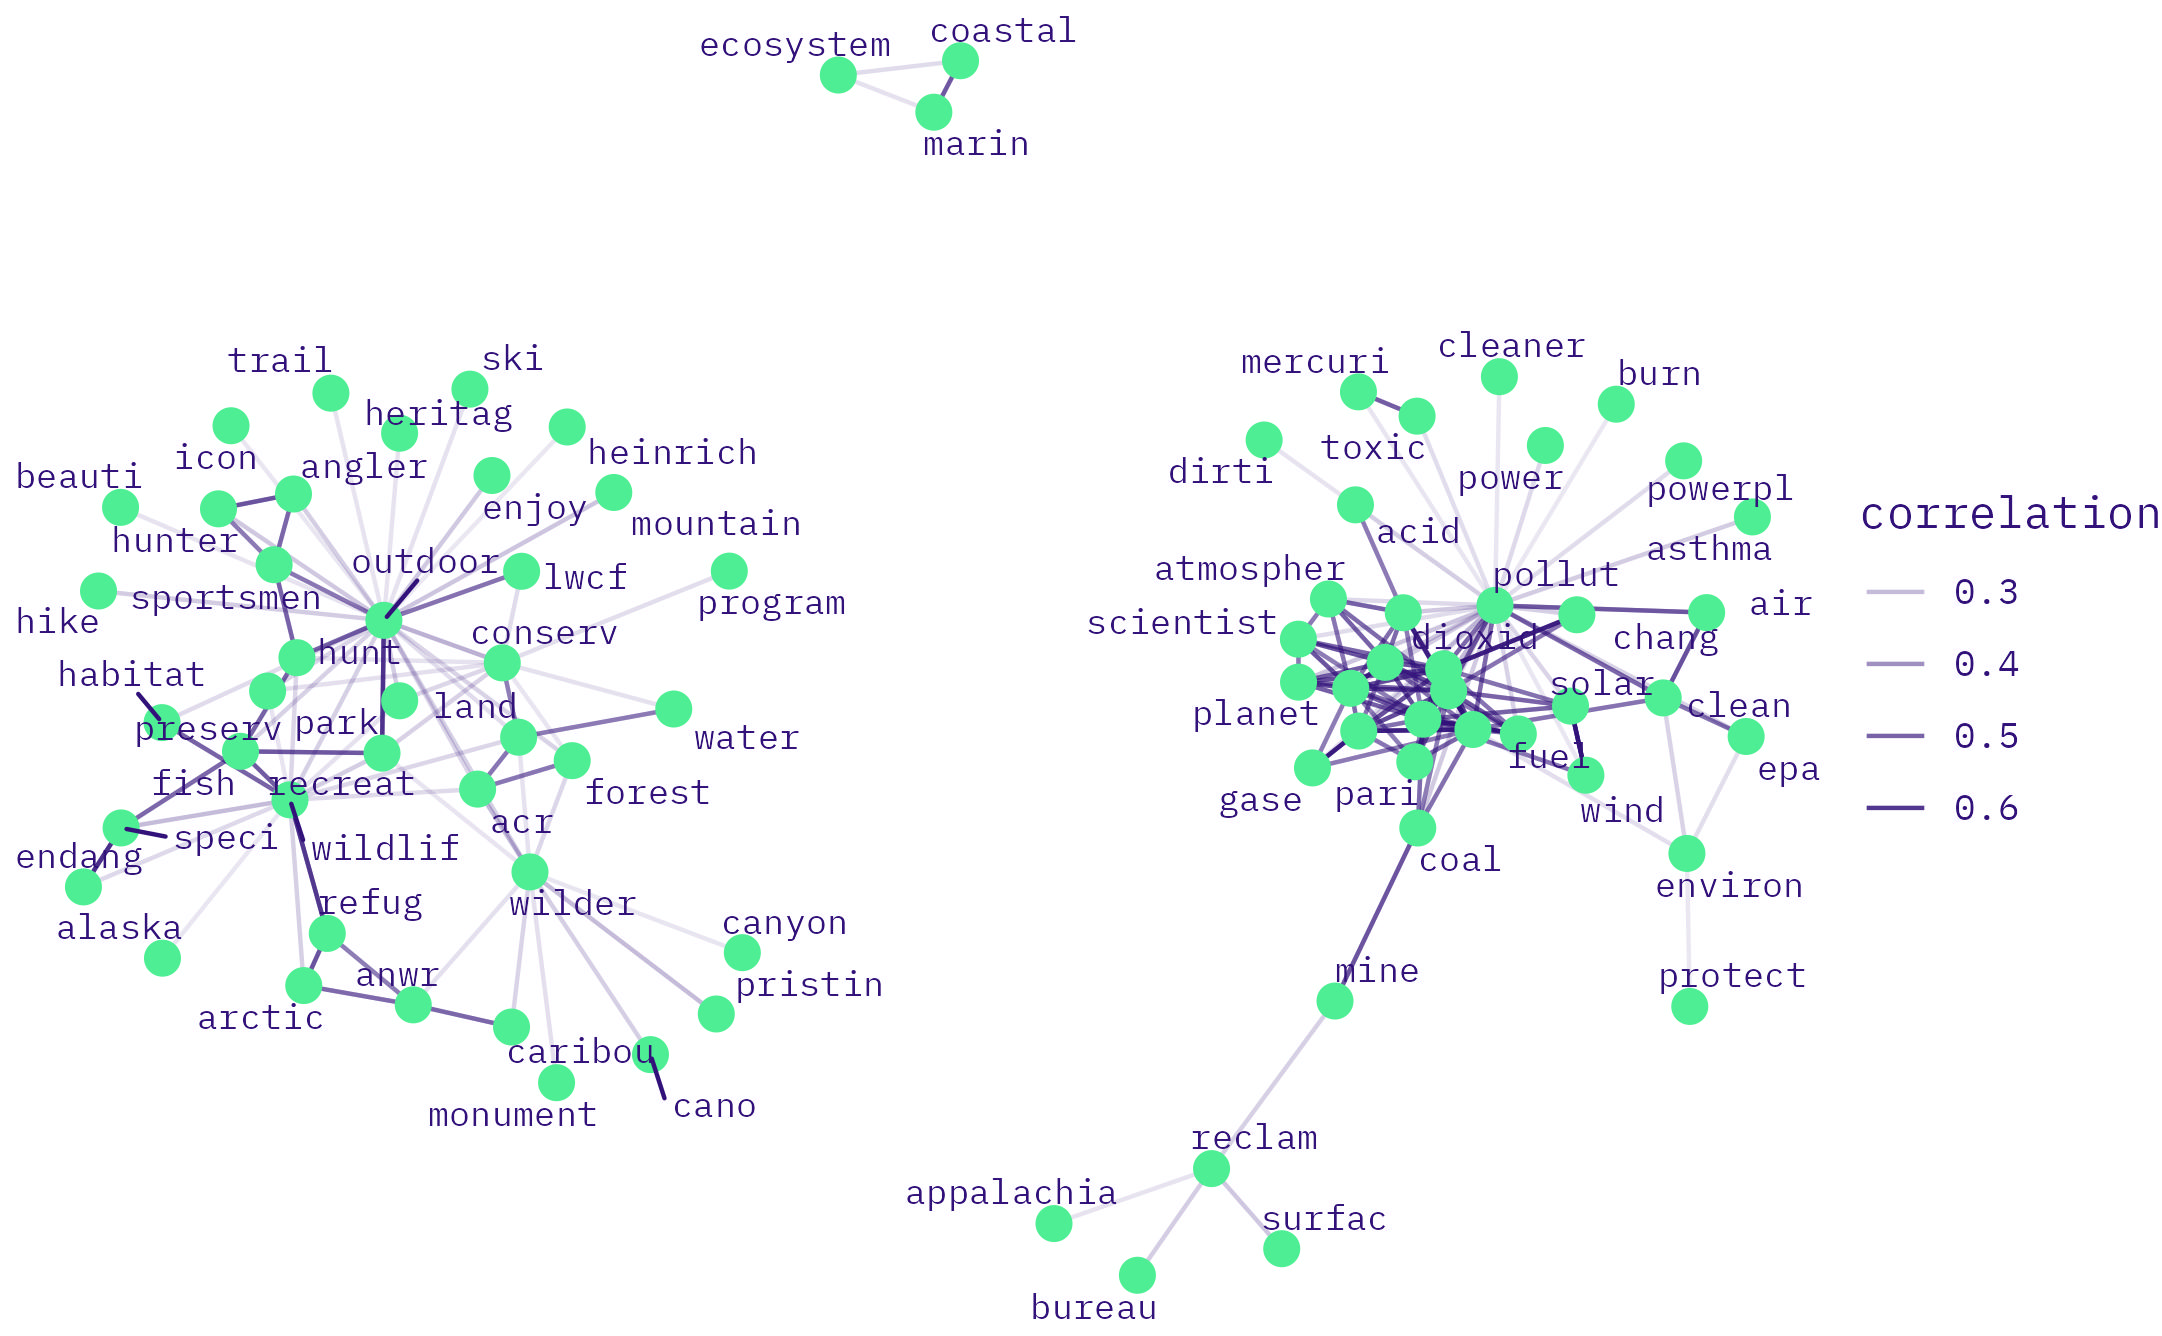 ecosystem
coastal
marin
trail
ski
heritag
icon
angler
heinrich
beauti
enjoy
mountain
hunter
outdoor
lwcf
sportsmen
program
hike
conserv
hunt
habitat
land
preserv
park
water
fish
recreat
forest
acr
speci
wildlif
endang
refug
wilder
alaska
canyon
anwr
pristin
arctic
caribou
cano
monument
mercuri
cleaner
burn
dirti
toxic
power
powerpl
acid
asthma
atmospher
pollut
scientist
air
dioxid
chang
solar
planet
clean
fuel
epa
gase
pari
wind
coal
environ
mine
protect
reclam
appalachia
surfac
bureau
correlation
0.3
0.4
0.5
0.6